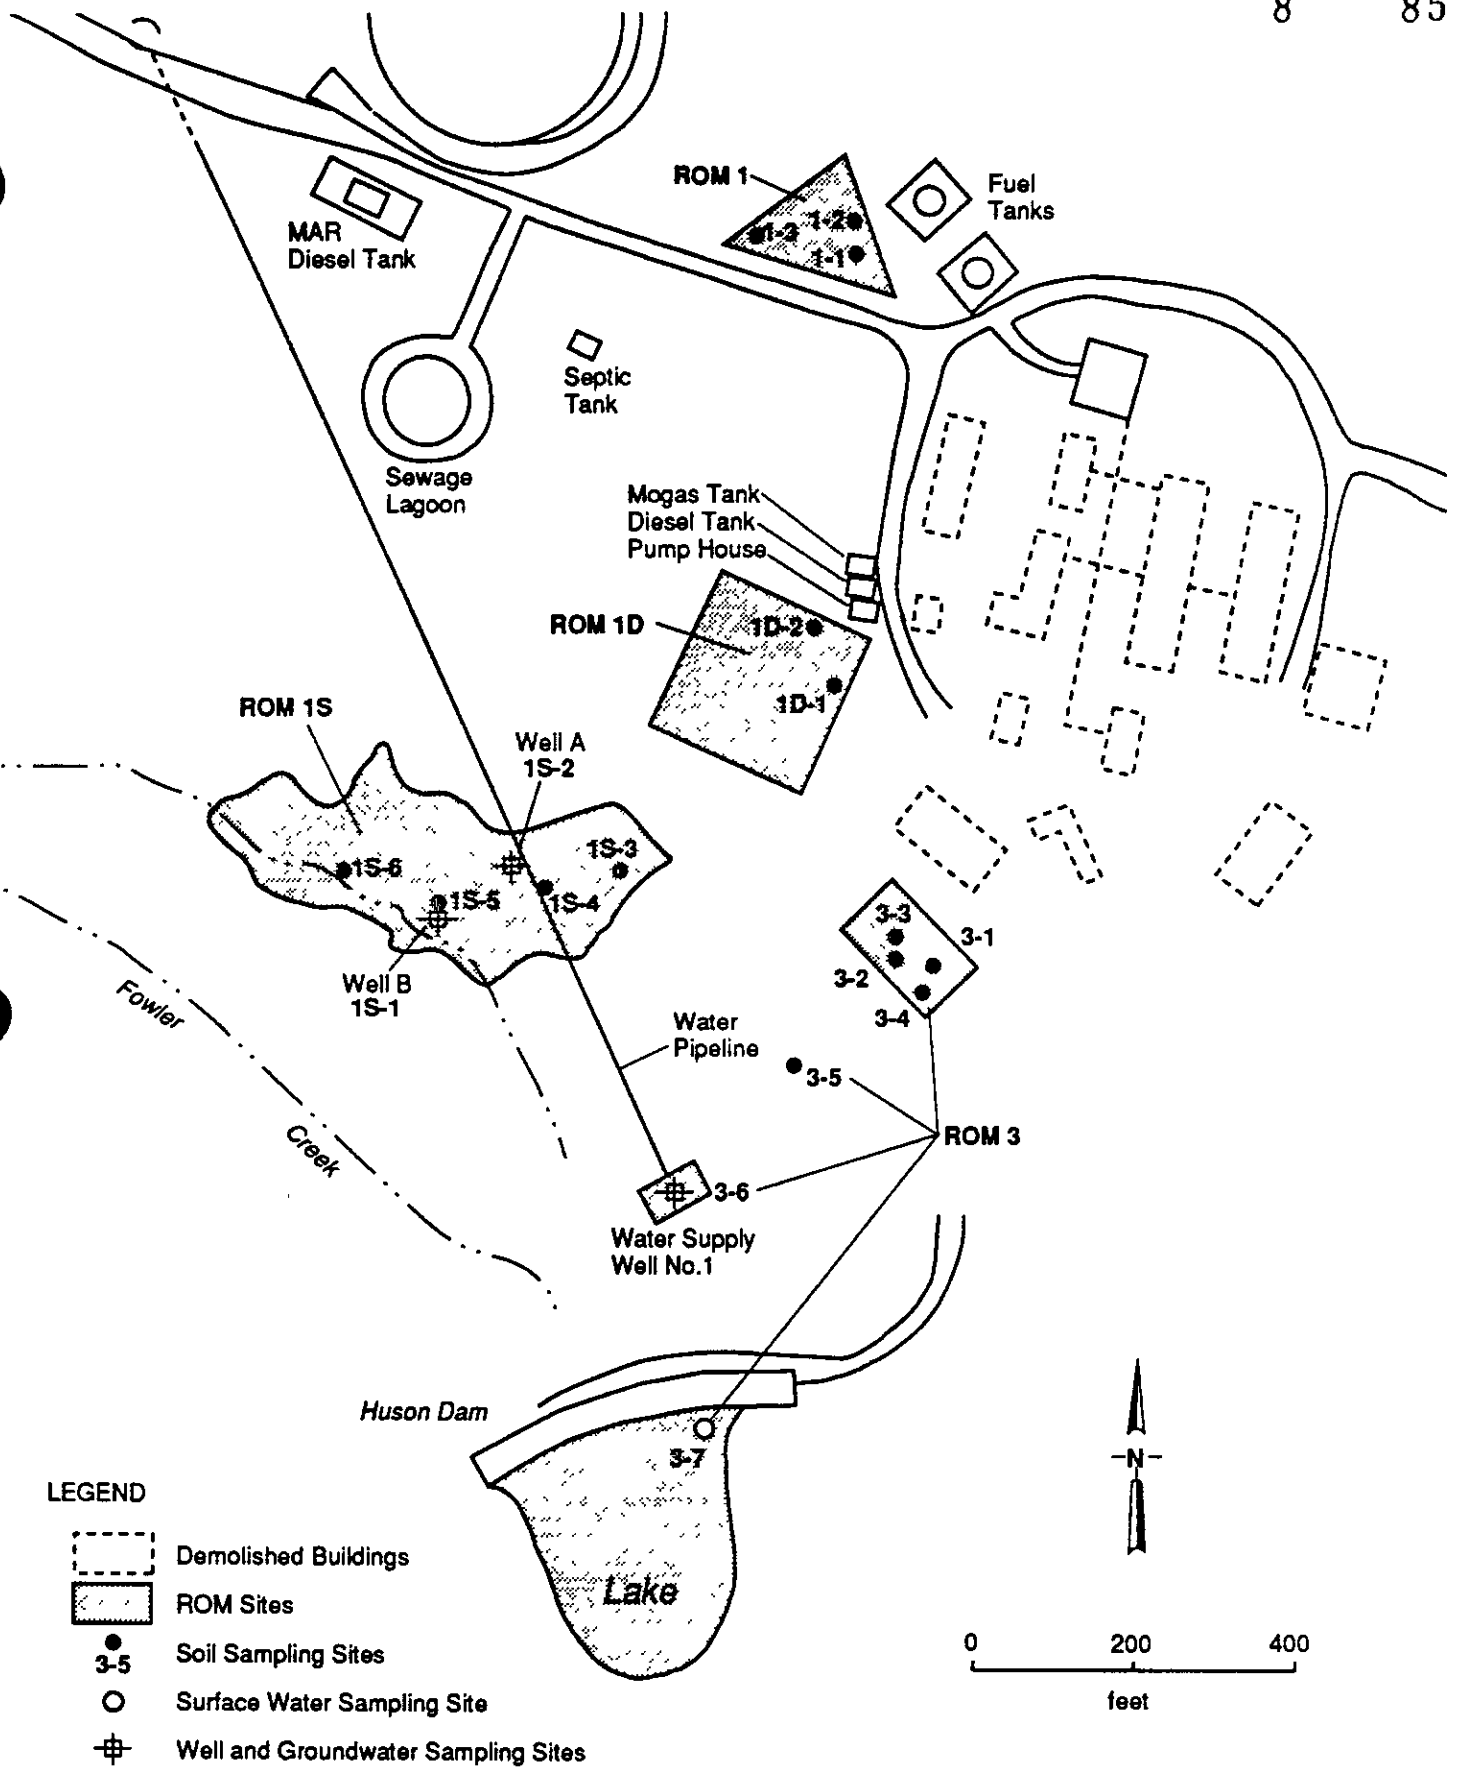 8 85
ROM 1
1-2
1-3
1-1
Fuel
Tanks
MAR
Diesel Tank
Septic
Tank
Sewage
Lagoon
Mogas Tank
Diesel Tank
Pump House
ROM 1D
1D-2
1D-1
ROM 1S
Well A
1S-2
1S-3
1S-6
1S-5
1S-4
Well B
1S-1
3-3
3-1
3-2
3-4
Fowler
Creek
Water
Pipeline
3-5
ROM 3
3-6
Water Supply
Well No.1
Huson Dam
3-7
Lake
-N-
LEGEND
Demolished Buildings
ROM Sites
3-5
Soil Sampling Sites
Surface Water Sampling Site
Well and Groundwater Sampling Sites
0 200 400
feet